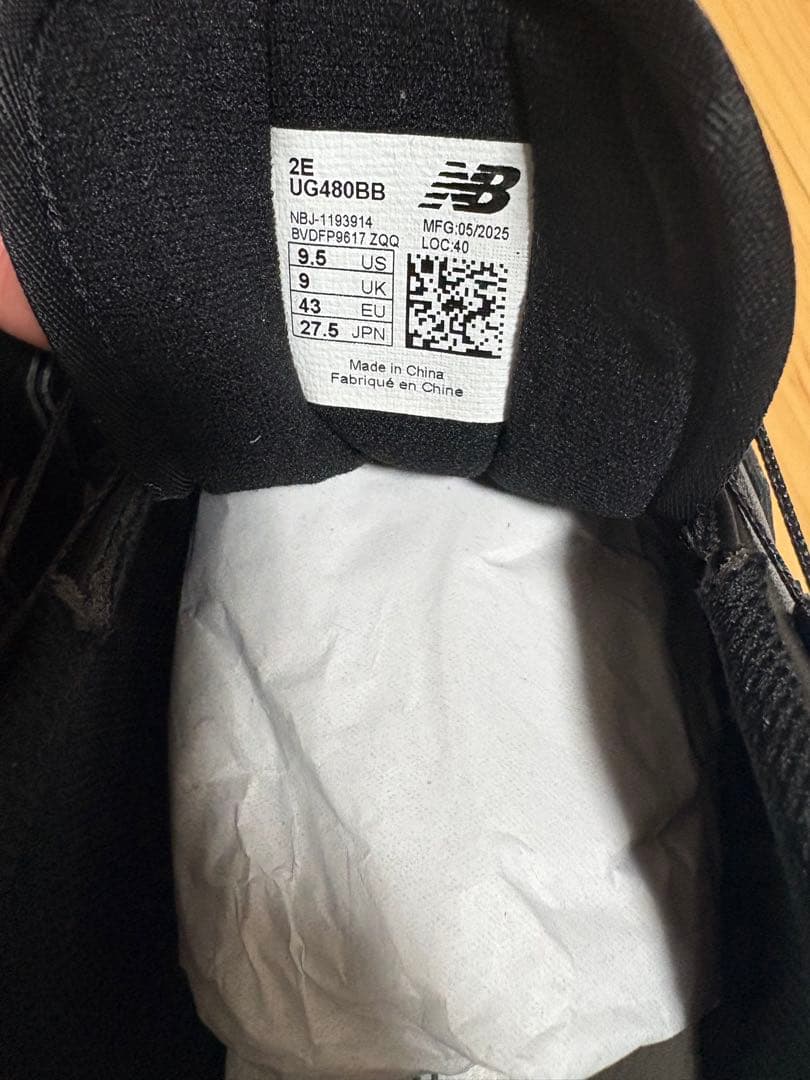 2E
UG480BB
NB
NBJ-1193914
BVDFP9617 ZQQ
MFG:05/2025
LOC:40
9.5 US
9 UK
43 EU
27.5 JPN
Made in China
Fabriqué en Chine